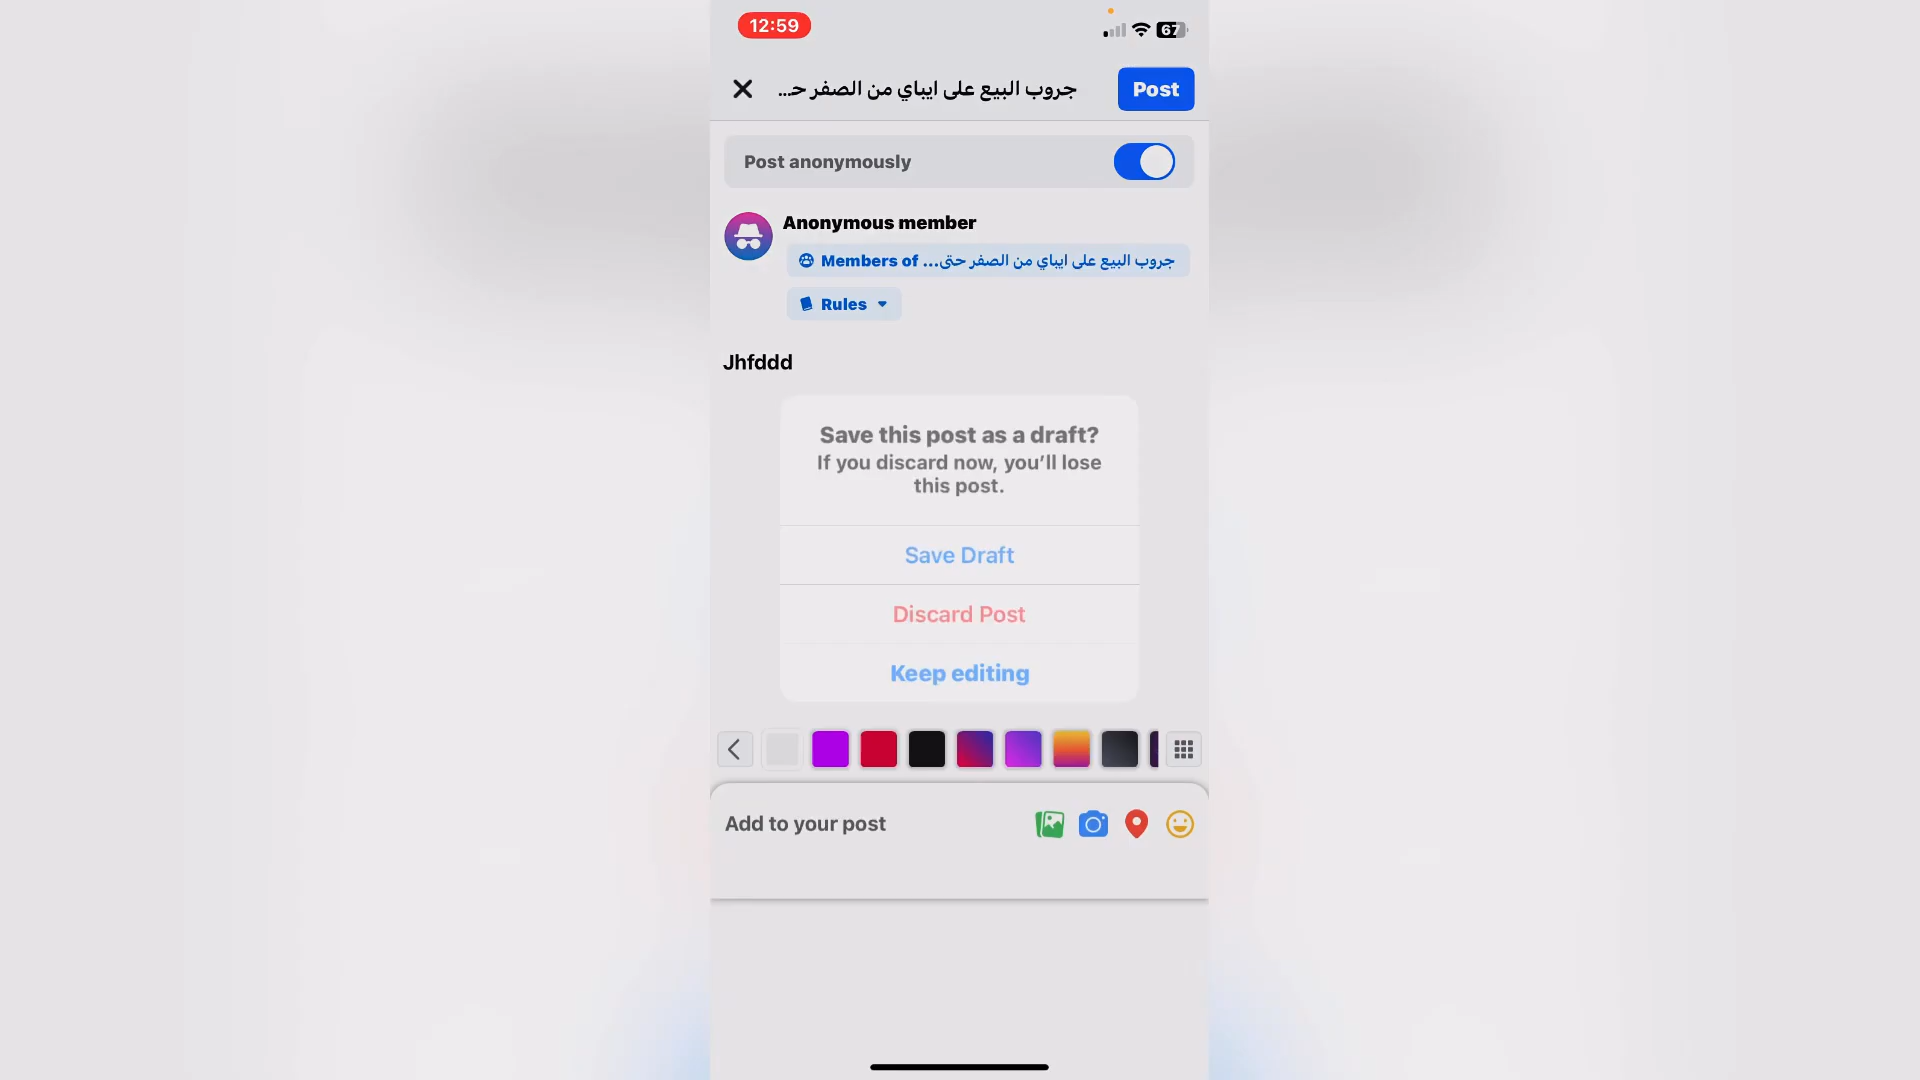 12:59
67
جروب البيع على ايباي من الصفر حـ...
Post
Post anonymously
Anonymous member
Members of جروب البيع على ايباي من الصفر حتى...
Rules
Jhfddd
Save this post as a draft?
If you discard now, you’ll lose
this post.
Save Draft
Discard Post
Keep editing
Add to your post